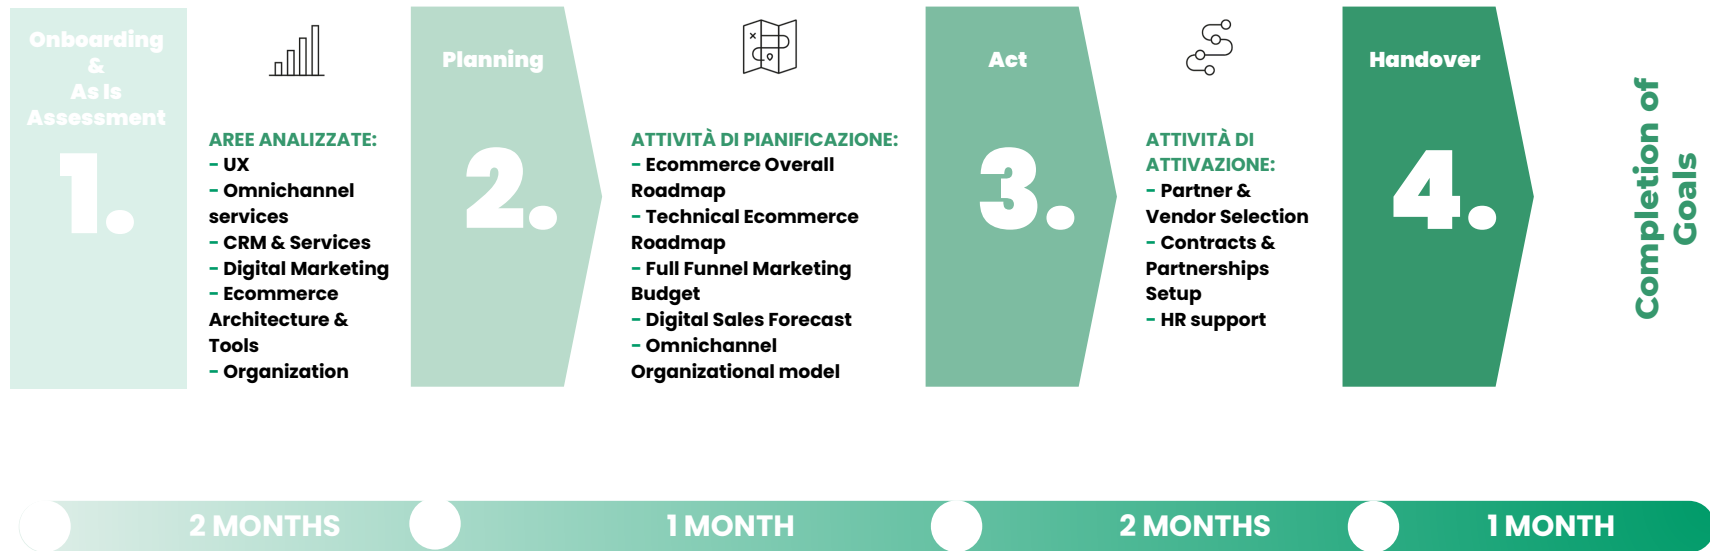 Onboarding
&
As Is
Assessment
1.
AREE ANALIZZATE:
- UX
- Omnichannel
services
- CRM & Services
- Digital Marketing
- Ecommerce
Architecture &
Tools
- Organization
Planning
2.
ATTIVITÀ DI PIANIFICAZIONE:
- Ecommerce Overall
Roadmap
- Technical Ecommerce
Roadmap
- Full Funnel Marketing
Budget
- Digital Sales Forecast
- Omnichannel
Organizational model
Act
3.
ATTIVITÀ DI
ATTIVAZIONE:
- Partner &
Vendor Selection
- Contracts &
Partnerships
Setup
- HR support
Handover
4.
Completion of
Goals
2 MONTHS
1 MONTH
2 MONTHS
1 MONTH